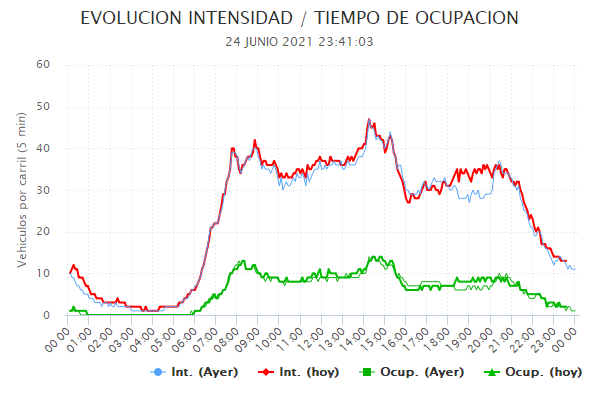 EVOLUCION INTENSIDAD / TIEMPO DE OCUPACION
24 JUNIO 2021 23:41:03
Vehiculos por carril (5 min)
60
50
40
30
20
10
0
00:00 01:00 02:00 03:00 04:00 05:00 06:00 07:00 08:00 09:00 10:00 11:00 12:00 13:00 14:00 15:00 16:00 17:00 18:00 19:00 20:00 21:00 22:00 23:00 00:00
Int. (Ayer) Int. (hoy) Ocup. (Ayer) Ocup. (hoy)